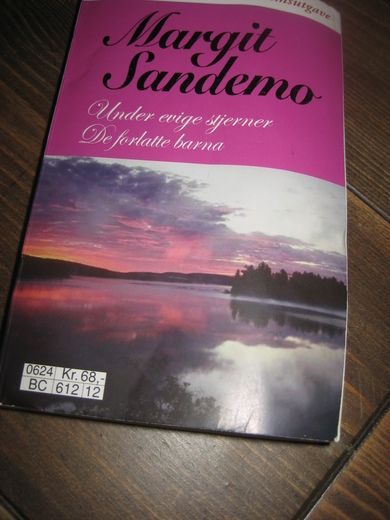 Margit
Sandemo
Under evige stjerner
De forlatte barna
0624 Kr. 68,-
BC 612 12